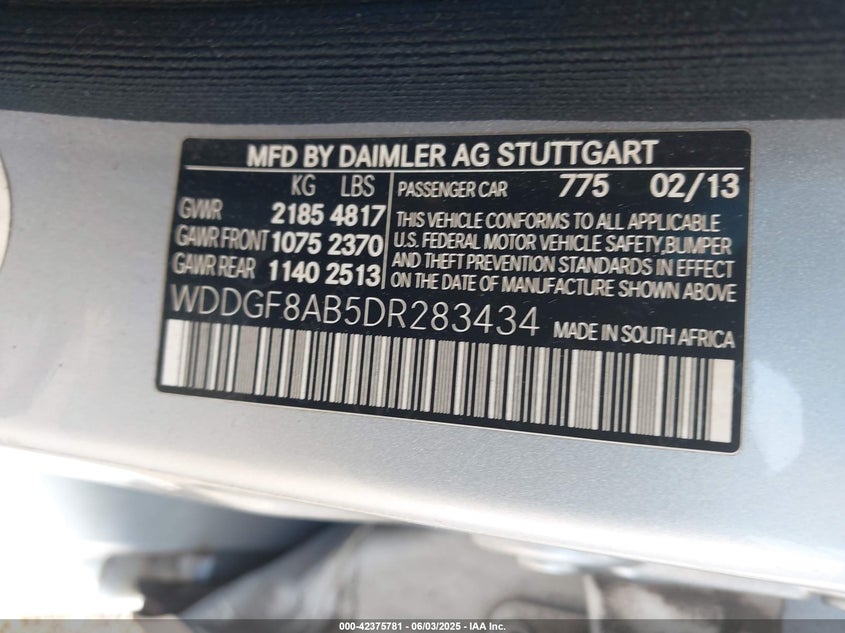 MFD BY DAIMLER AG STUTTGART
KG LBS
GVWR 2185 4817
GAWR FRONT 1075 2370
GAWR REAR 1140 2513
PASSENGER CAR 775 02/13
THIS VEHICLE CONFORMS TO ALL APPLICABLE
U.S. FEDERAL MOTOR VEHICLE SAFETY,BUMPER
AND THEFT PREVENTION STANDARDS IN EFFECT
ON THE DATE OF MANUFACTURE SHOWN ABOVE
WDDGF8AB5DR283434
MADE IN SOUTH AFRICA
000-42375781 - 06/03/2025 - IAA Inc.